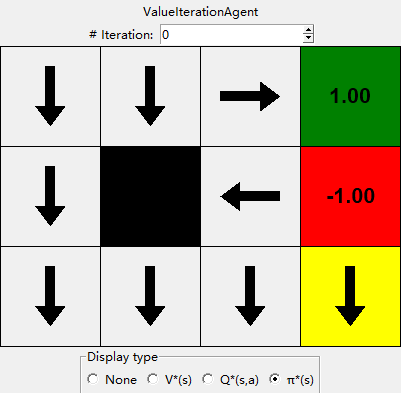 ValueIterationAgent
# Iteration: 0
1.00
-1.00
Display type
None V*(s) Q*(s,a) π*(s)